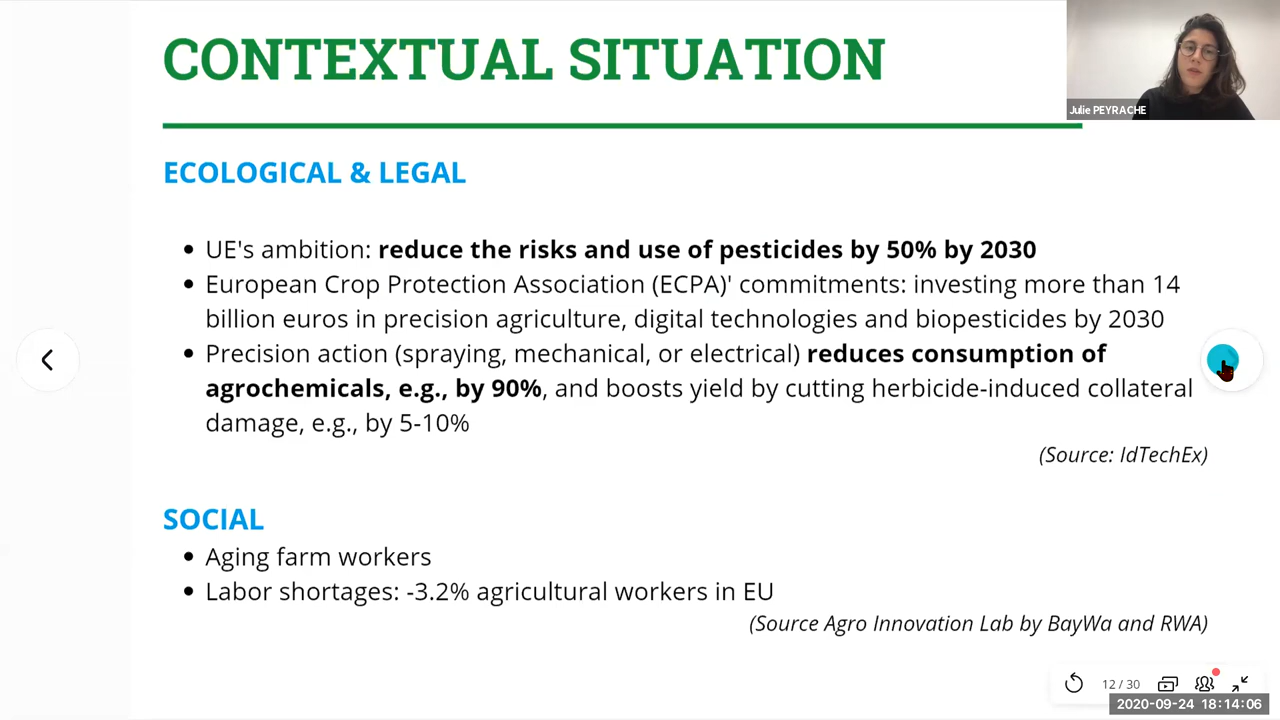 CONTEXTUAL SITUATION
Julie PEYRACHE
ECOLOGICAL & LEGAL
• UE's ambition: reduce the risks and use of pesticides by 50% by 2030
• European Crop Protection Association (ECPA)' commitments: investing more than 14
billion euros in precision agriculture, digital technologies and biopesticides by 2030
• Precision action (spraying, mechanical, or electrical) reduces consumption of
agrochemicals, e.g., by 90%, and boosts yield by cutting herbicide-induced collateral
damage, e.g., by 5-10%
(Source: IdTechEx)
SOCIAL
• Aging farm workers
• Labor shortages: -3.2% agricultural workers in EU
(Source Agro Innovation Lab by BayWa and RWA)
12 / 30
2020-09-24 18:14:06